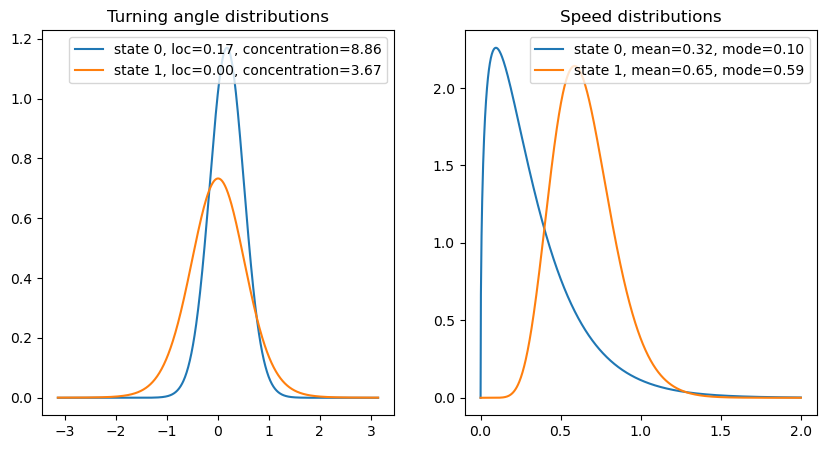 Turning angle distributions
state 0, loc=0.17, concentration=8.86
state 1, loc=0.00, concentration=3.67
1.2
1.0
0.8
0.6
0.4
0.2
0.0
−3 −2 −1 0 1 2 3
Speed distributions
state 0, mean=0.32, mode=0.10
state 1, mean=0.65, mode=0.59
2.0
1.5
1.0
0.5
0.0
0.0 0.5 1.0 1.5 2.0